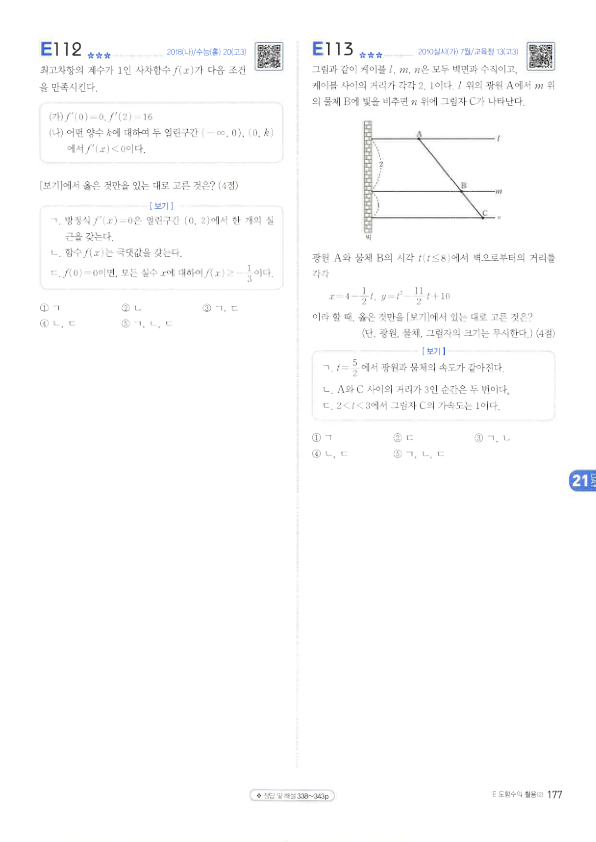 E112 ★★★ 2018(나)/수능(홀) 20(고3)
최고차항의 계수가 1인 사차함수 f(x)가 다음 조건
을 만족시킨다.
(가) f′(0)=0, f′(2)=16
(나) 어떤 양수 k에 대하여 두 열린구간 (−∞, 0), (0, k)
에서 f′(x)<0이다.
[보기]에서 옳은 것만을 있는 대로 고른 것은? (4점)
[보기]
ㄱ. 방정식 f′(x)=0은 열린구간 (0, 2)에서 한 개의 실
근을 갖는다.
ㄴ. 함수 f(x)는 극댓값을 갖는다.
ㄷ. f(0)=0이면, 모든 실수 x에 대하여 f(x)≥−1/3이다.
① ㄱ ② ㄴ ③ ㄱ, ㄷ
④ ㄴ, ㄷ ⑤ ㄱ, ㄴ, ㄷ
E113 ★★★ 2010실시(가) 7월/교육청 13(고3)
그림과 같이 케이블 l, m, n은 모두 벽면과 수직이고,
케이블 사이의 거리가 각각 2, 1이다. l 위의 광원 A에서 m 위
의 물체 B에 빛을 비추면 n 위에 그림자 C가 나타난다.
A l
2
B m
1
C n
벽
광원 A와 물체 B의 시각 t(t≤8)에서 벽으로부터의 거리를
각각
x=4−1/2t, y=t²−11/2t+10
이라 할 때, 옳은 것만을 [보기]에서 있는 대로 고른 것은?
(단, 광원, 물체, 그림자의 크기는 무시한다.) (4점)
[보기]
ㄱ. t=5/2에서 광원과 물체의 속도가 같아진다.
ㄴ. A와 C 사이의 거리가 3인 순간은 두 번이다.
ㄷ. 2<t<3에서 그림자 C의 가속도는 1이다.
① ㄱ ② ㄷ ③ ㄱ, ㄴ
④ ㄴ, ㄷ ⑤ ㄱ, ㄴ, ㄷ
21
❖ 정답 및 해설 338~343p
E 도함수의 활용(2) 177